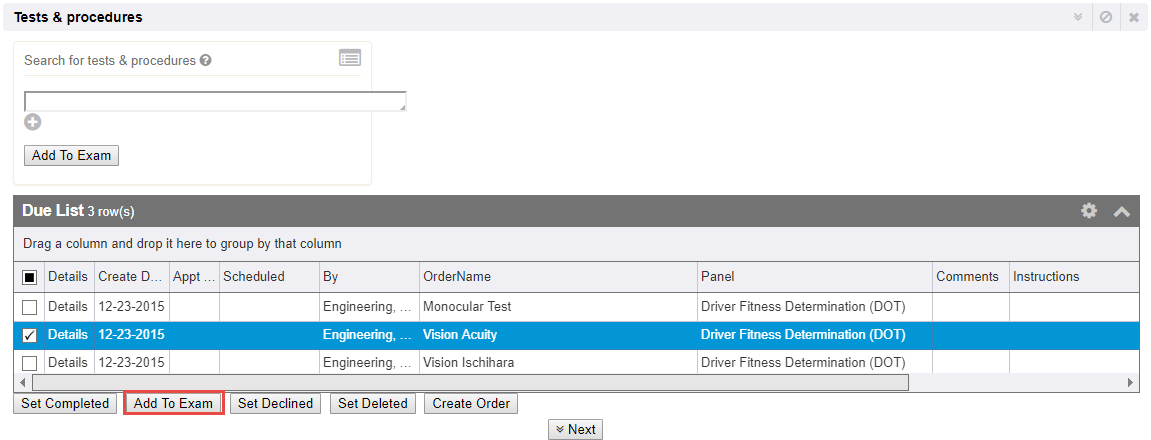 Tests & procedures
Search for tests & procedures
Add To Exam
Due List 3 row(s)
Drag a column and drop it here to group by that column
Details Create D... Appt ... Scheduled By OrderName Panel Comments Instructions
Details 12-23-2015 Engineering, ... Monocular Test Driver Fitness Determination (DOT)
Details 12-23-2015 Engineering, ... Vision Acuity Driver Fitness Determination (DOT)
Details 12-23-2015 Engineering, ... Vision Ischihara Driver Fitness Determination (DOT)
Set Completed Add To Exam Set Declined Set Deleted Create Order
Next